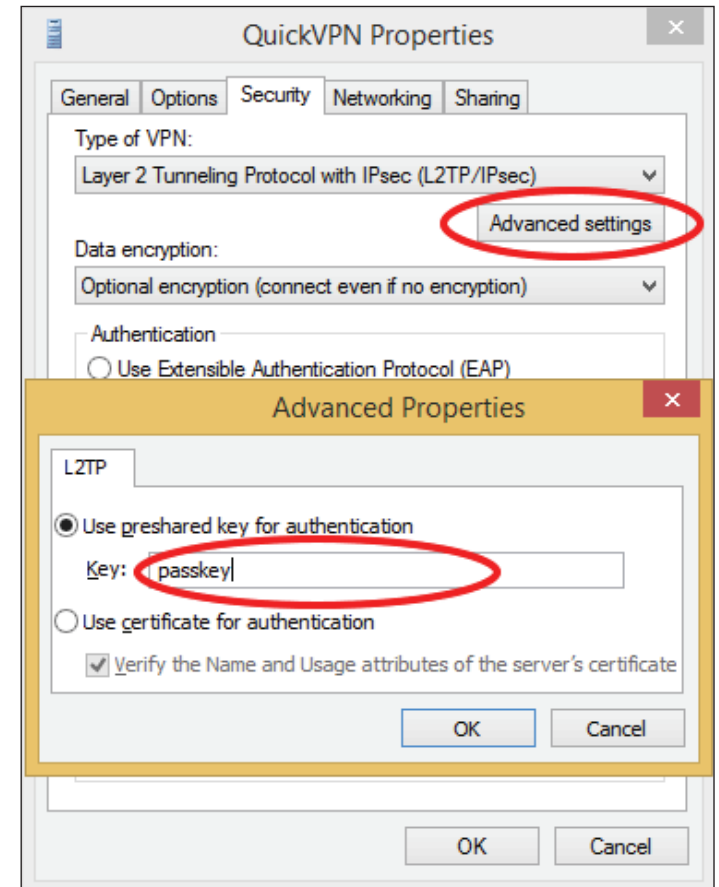 QuickVPN Properties
General Options Security Networking Sharing
Type of VPN:
Layer 2 Tunneling Protocol with IPsec (L2TP/IPsec)
Advanced settings
Data encryption:
Optional encryption (connect even if no encryption)
Authentication
Use Extensible Authentication Protocol (EAP)
Advanced Properties
L2TP
Use preshared key for authentication
Key: passkey
Use certificate for authentication
Verify the Name and Usage attributes of the server's certificate
OK Cancel
OK Cancel